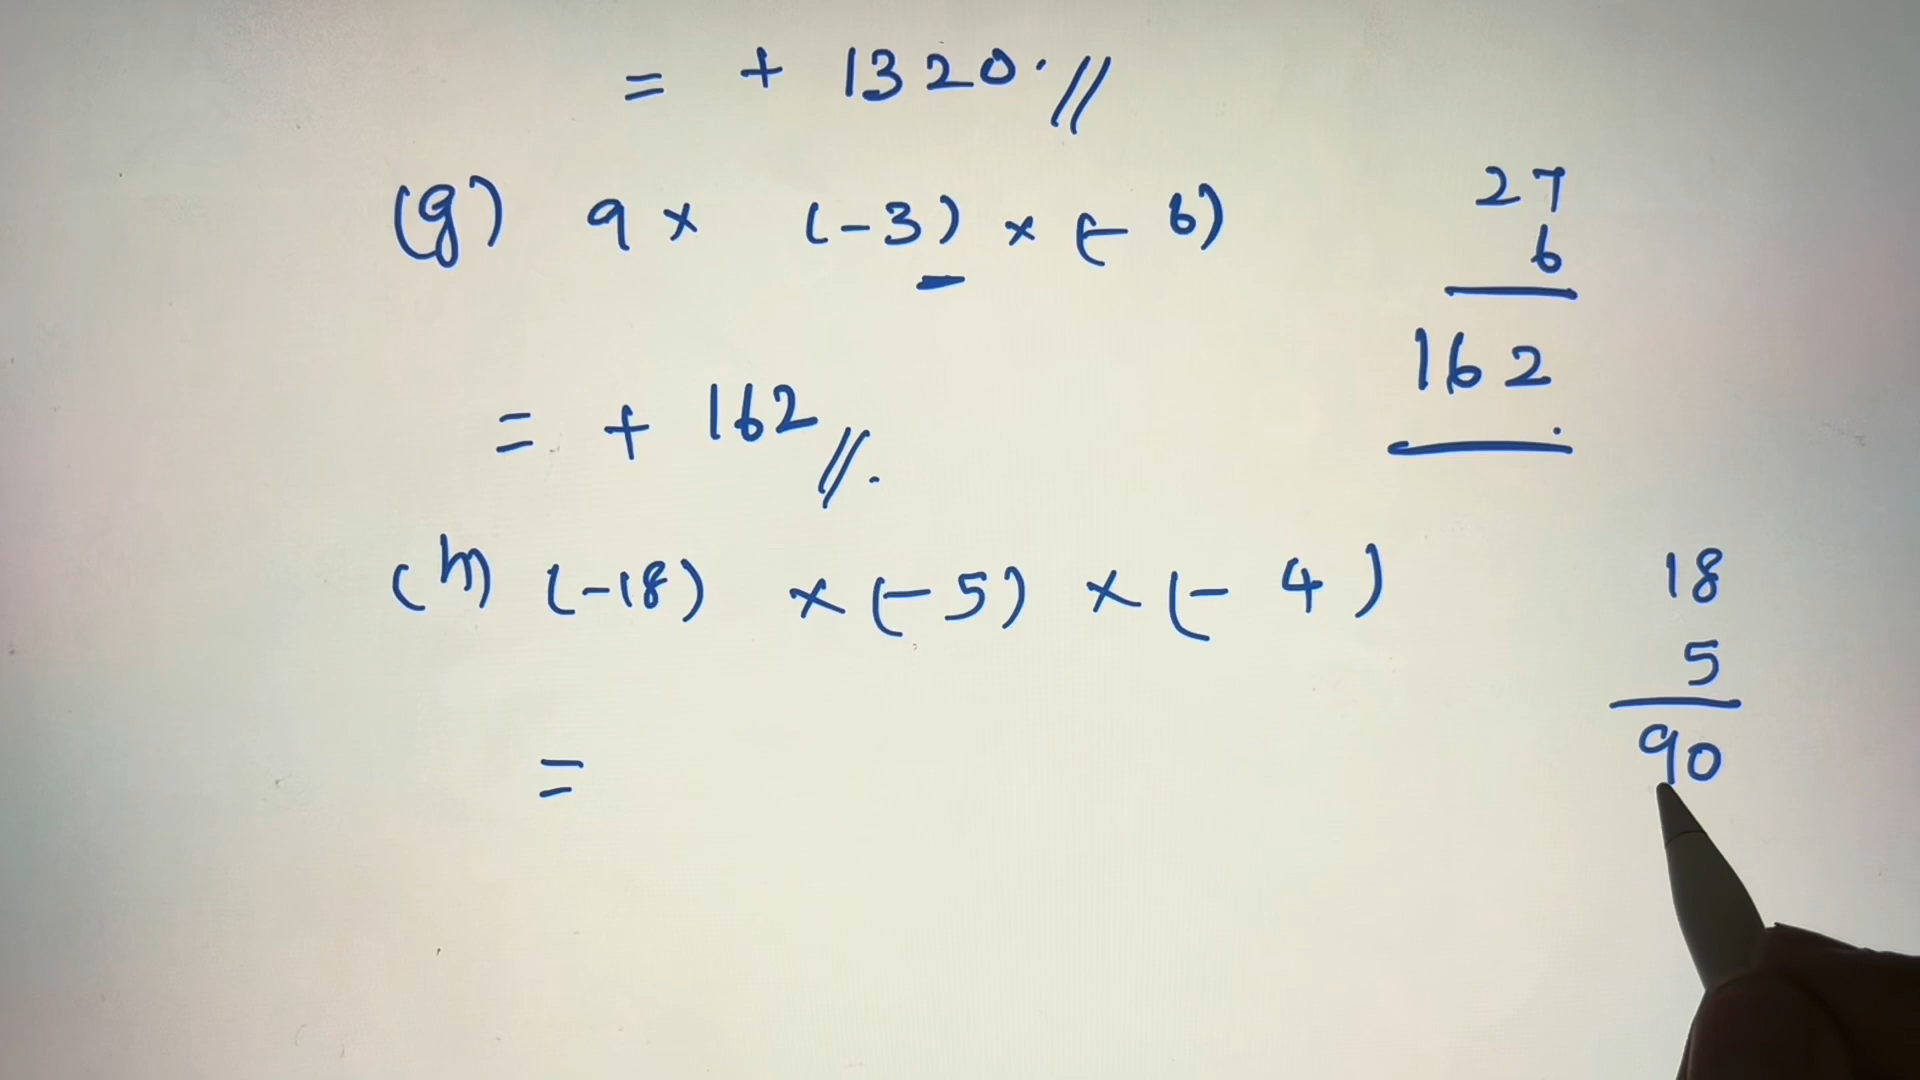 = + 1320.//
(g) 9 × (-3) × (- 6)
= + 162 //.
27
6
162
(h) (-18) × (-5) × (- 4)
=
18
5
90